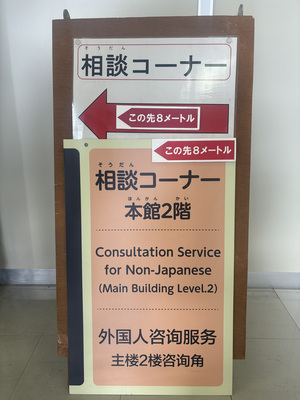 そうだん
相談コーナー
この先8メートル
この先8メートル
そうだん
相談コーナー
ほんかん かい
本館2階
Consultation Service
for Non-Japanese
(Main Building Level.2)
外国人咨询服务
主楼2楼咨询角